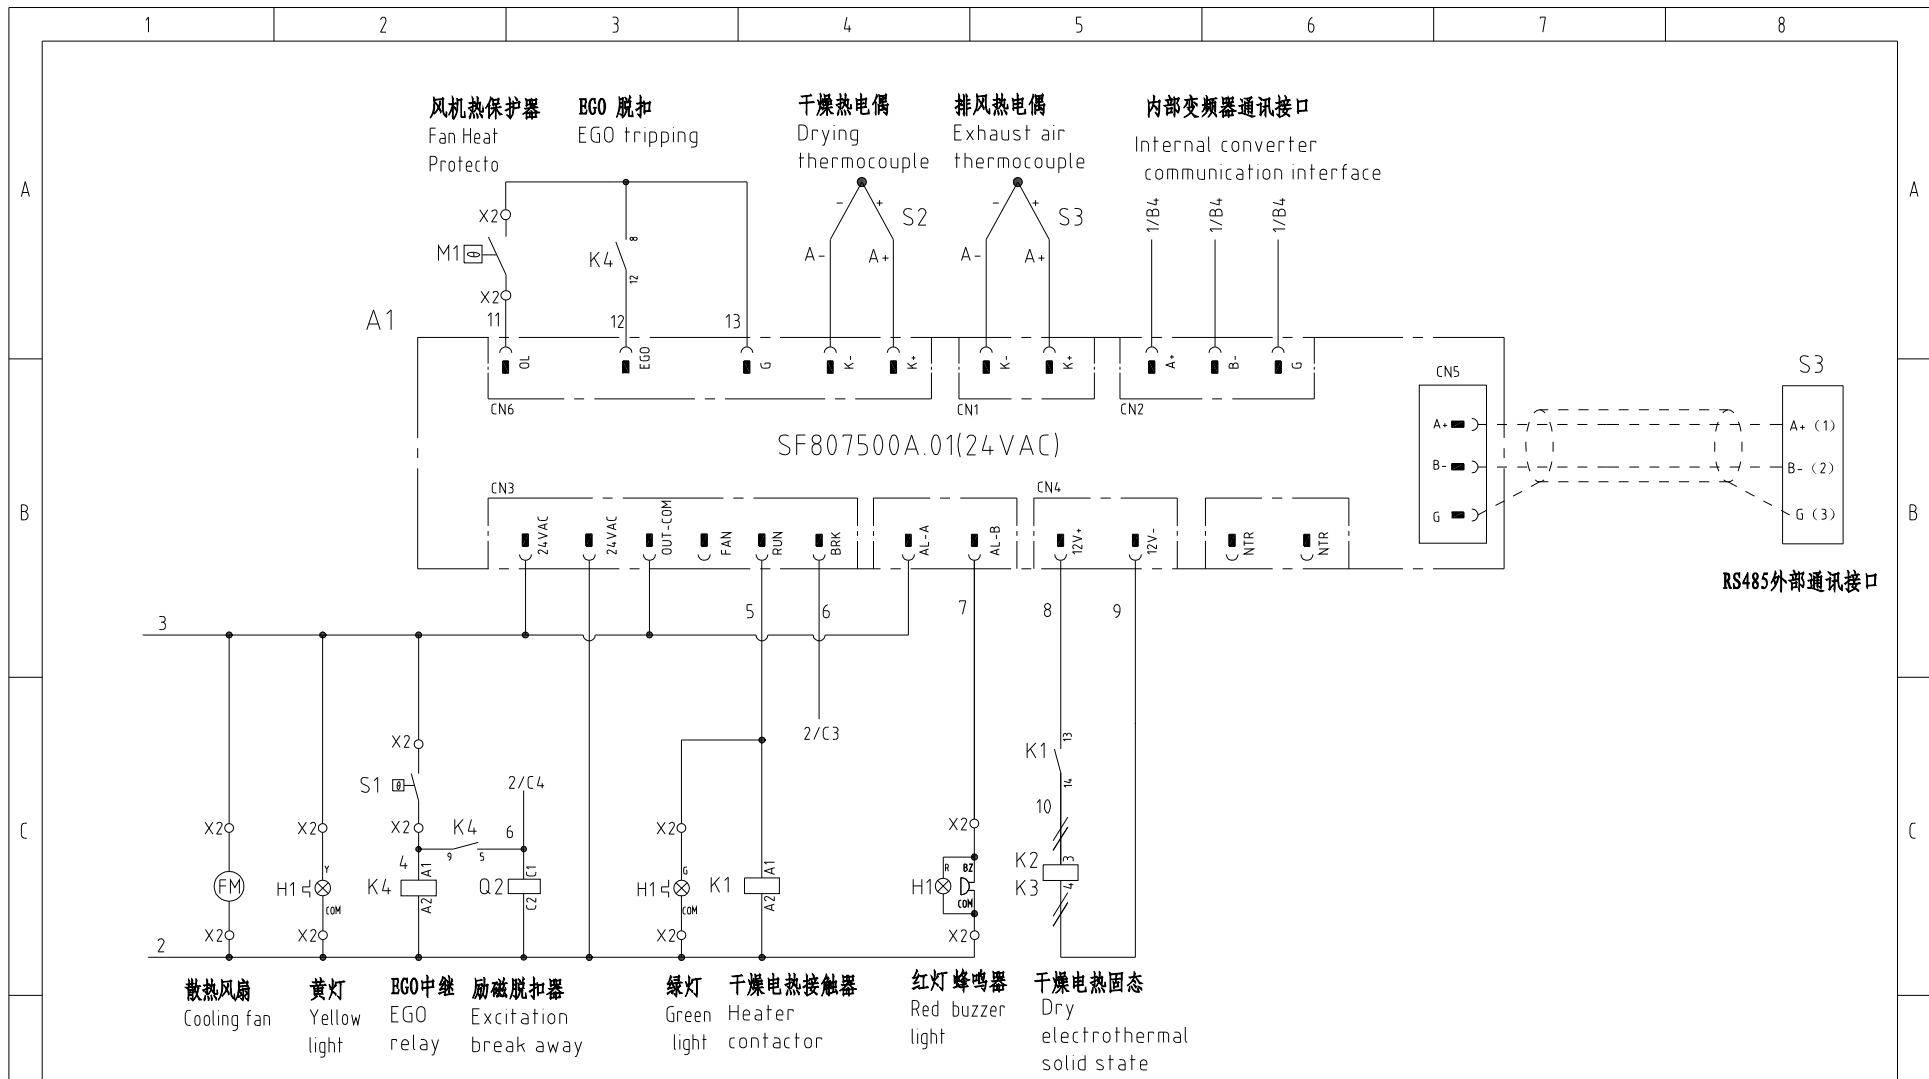 1 2 3 4 5 6 7 8
风机热保护器
Fan Heat
Protecto
EGO 脱扣
EGO tripping
干燥热电偶
Drying
thermocouple
排风热电偶
Exhaust air
thermocouple
内部变频器通讯接口
Internal converter
communication interface
A
A
X2
M1
θ
X2
11
K4
8
12
12
13
- +
S2
A-
A+
- +
S3
A-
A+
1/B4
1/B4
1/B4
A1
OL
EGO
G
K-
K+
CN6
K-
K+
CN1
A+
B-
G
CN2
CN5
A+
B-
G
S3
A+ (1)
B- (2)
G (3)
RS485外部通讯接口
SF807500A.01(24VAC)
B
B
CN3
24VAC
24VAC
OUT-COM
FAN
RUN
BRK
AL-A
AL-B
CN4
12V+
12V-
NTR
NTR
3
5
6
7
8
9
2/C3
C
C
X2
FM
X2
X2
H1
Y
COM
X2
X2
S1
θ
X2
K4
9
5
4
K4
A1
A2
2/C4
6
Q2
C1
C2
X2
H1
G
COM
X2
K1
A1
A2
X2
H1
R
BZ
COM
X2
K1
13
14
10
K2
K3
3
4
2
散热风扇
Cooling fan
黄灯
Yellow
light
EGO中继
EGO
relay
励磁脱扣器
Excitation
break away
绿灯
Green
light
干燥电热接触器
Heater
contactor
红灯 蜂鸣器
Red buzzer
light
干燥电热固态
Dry
electrothermal
solid state